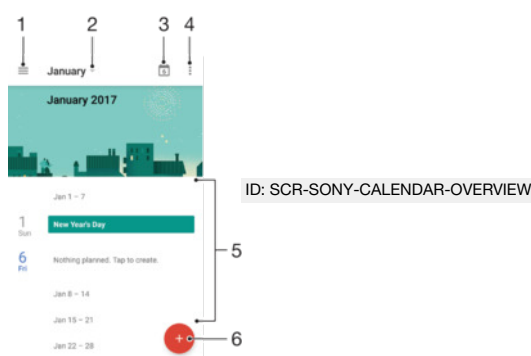 1 2 3 4
January
6
January 2017
Jan 1 – 7
ID: SCR-SONY-CALENDAR-OVERVIEW
1 New Year's Day
Sun
5
6 Nothing planned. Tap to create.
Fri
Jan 8 – 14
Jan 15 – 21
+ 6
Jan 22 – 28